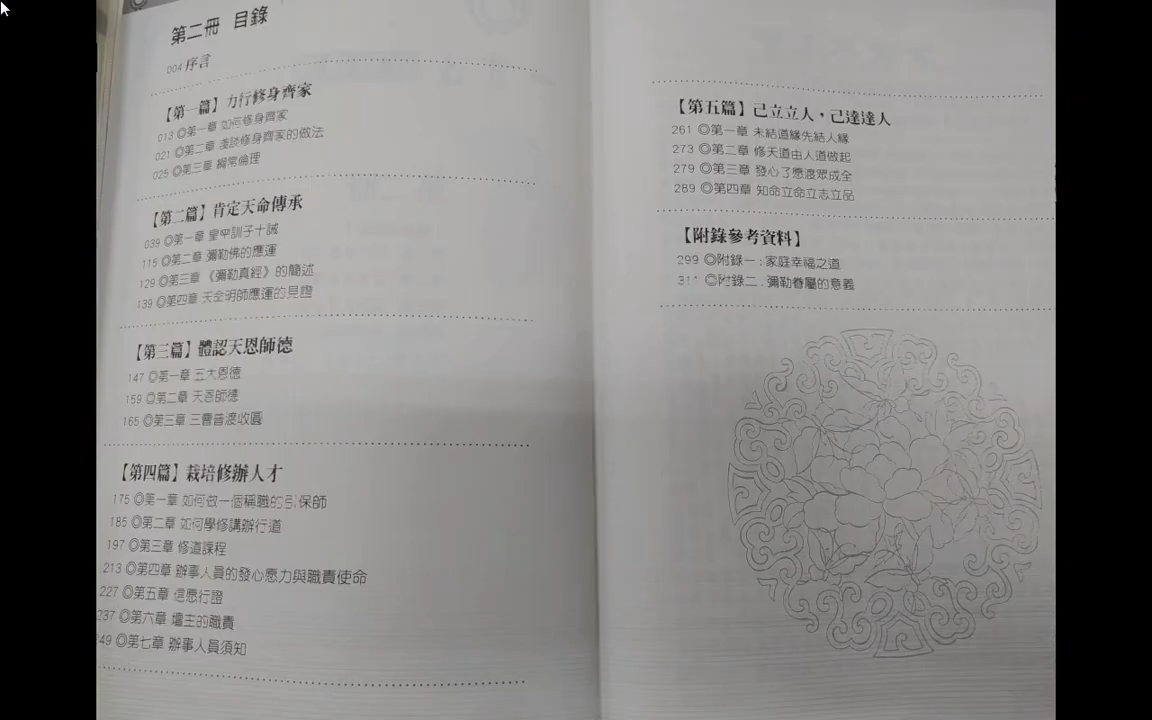 第二冊 目錄
004 序言
【第一篇】力行修身齊家
013 ◎第一章 如何修身齊家
021 ◎第二章 淺談修身齊家的做法
025 ◎第三章 綱常倫理
【第二篇】肯定天命傳承
039 ◎第一章 皇中訓子十誡
115 ◎第二章 彌勒佛的應運
129 ◎第三章 《彌勒真經》的簡述
139 ◎第四章 天命明師應運的見證
【第三篇】體認天恩師德
147 ◎第一章 五大恩德
159 ◎第二章 天恩師德
165 ◎第三章 三曹普渡收圓
【第四篇】栽培修辦人才
175 ◎第一章 如何做一個稱職的引保師
185 ◎第二章 如何學修講辦行道
197 ◎第三章 修道課程
213 ◎第四章 辦事人員的發心愿力與職責使命
227 ◎第五章 信愿行證
237 ◎第六章 壇主的職責
249 ◎第七章 辦事人員須知
【第五篇】己立立人，己達達人
261 ◎第一章 未結道緣先結人緣
273 ◎第二章 修天道由人道做起
279 ◎第三章 發心了愿渡眾成全
289 ◎第四章 知命立命立志立品
【附錄參考資料】
299 ◎附錄一：家庭幸福之道
311 ◎附錄二：彌勒眷屬的意義